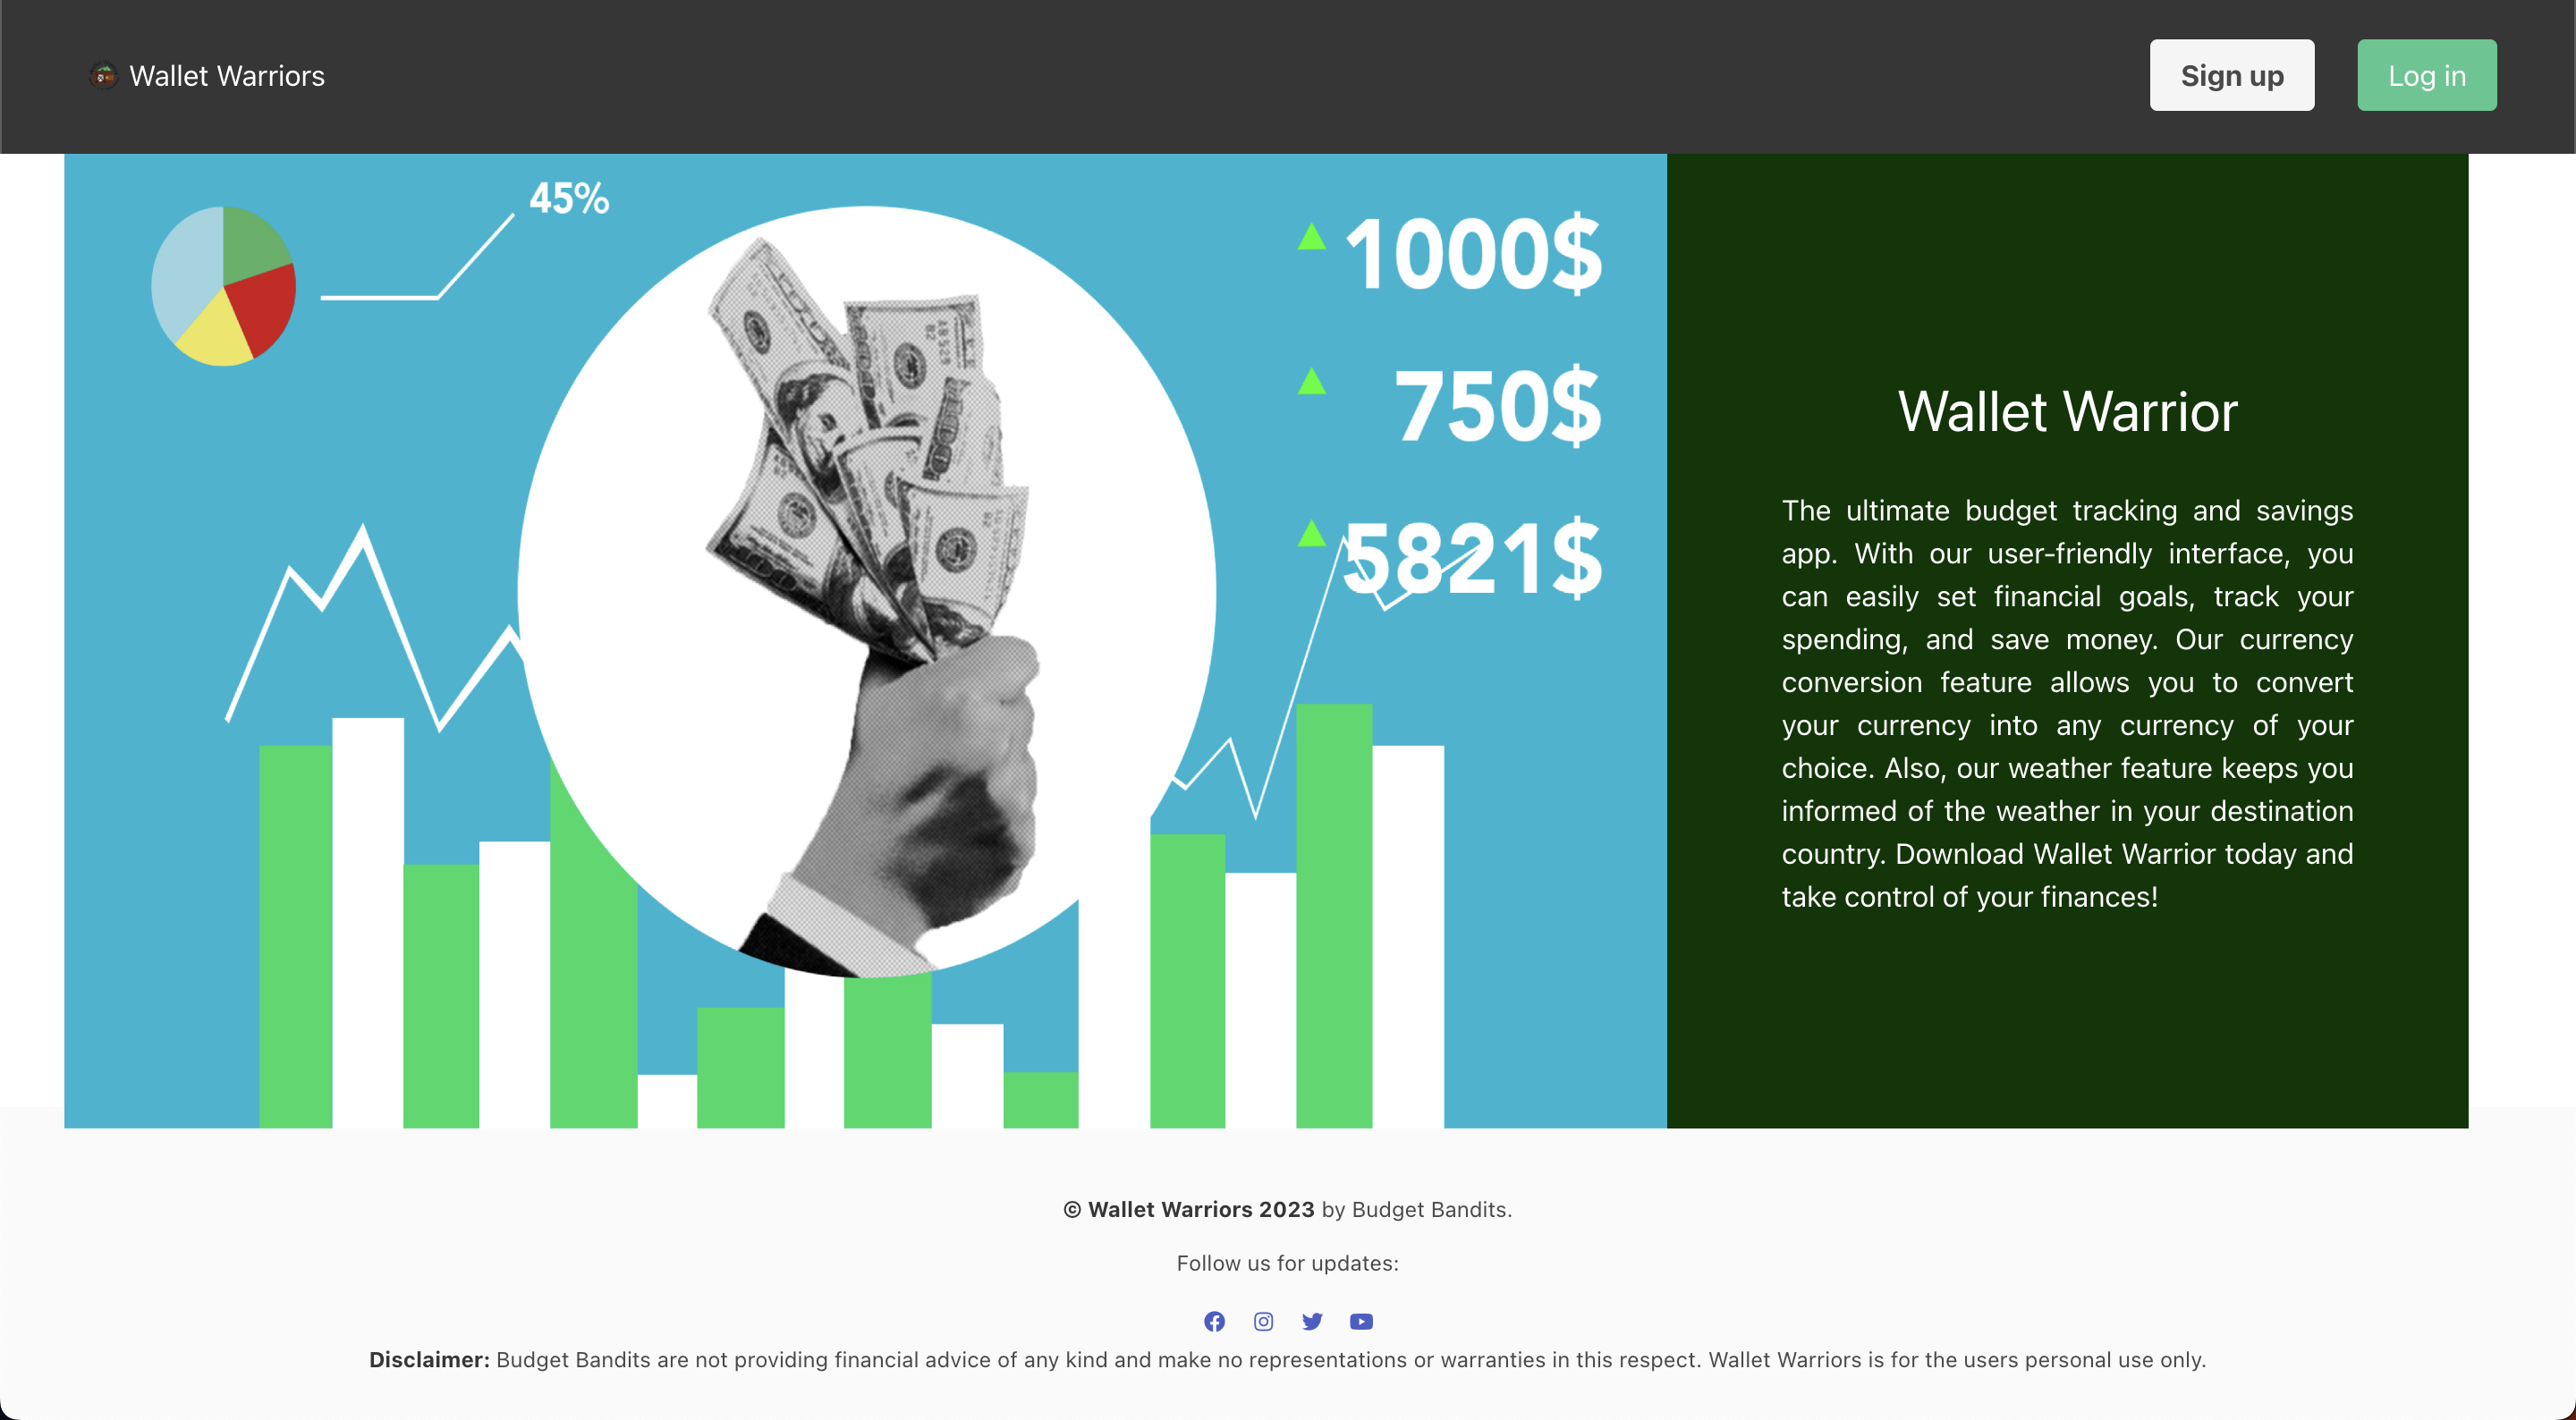 Wallet Warriors
Sign up
Log in
45%
1000$
750$
5821$
Wallet Warrior
The ultimate budget tracking and savings
app. With our user-friendly interface, you
can easily set financial goals, track your
spending, and save money. Our currency
conversion feature allows you to convert
your currency into any currency of your
choice. Also, our weather feature keeps you
informed of the weather in your destination
country. Download Wallet Warrior today and
take control of your finances!
© Wallet Warriors 2023 by Budget Bandits.
Follow us for updates:
Disclaimer: Budget Bandits are not providing financial advice of any kind and make no representations or warranties in this respect. Wallet Warriors is for the users personal use only.